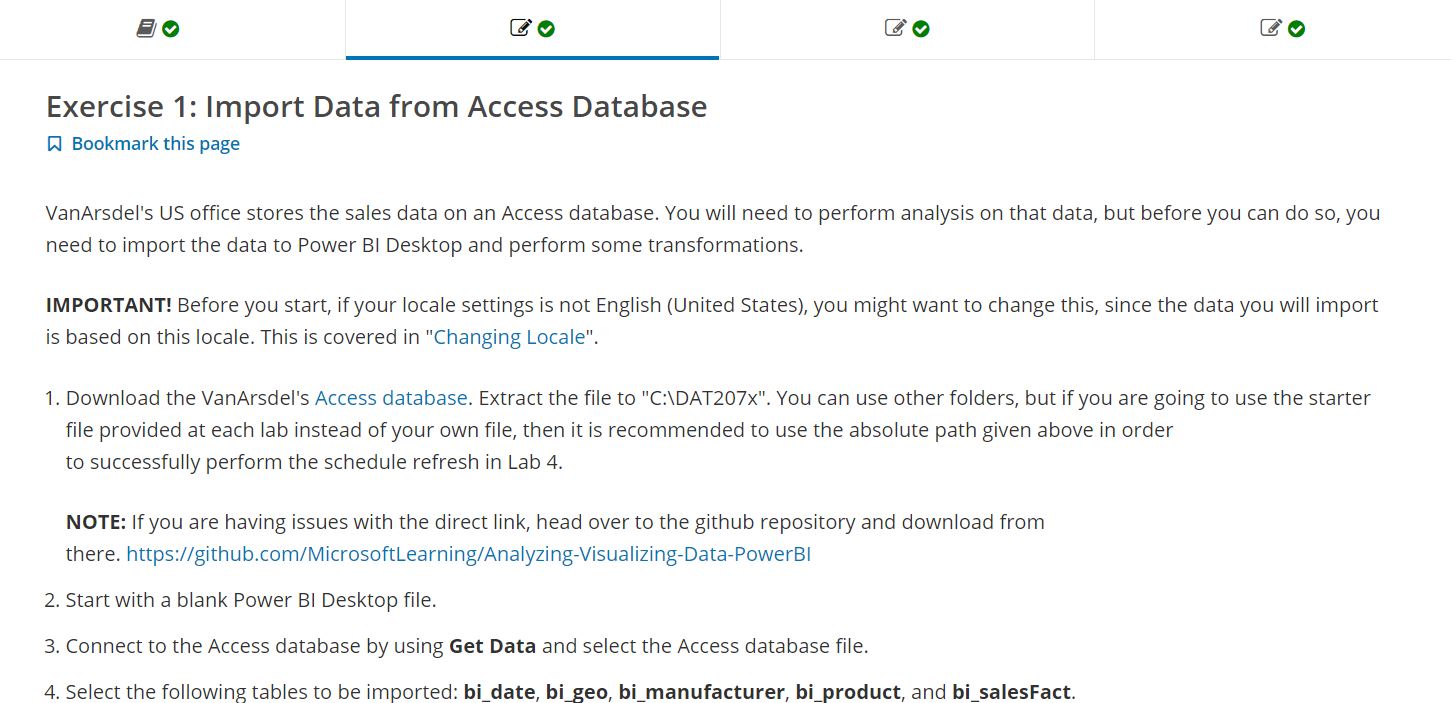 Exercise 1: Import Data from Access Database
Bookmark this page
VanArsdel's US office stores the sales data on an Access database. You will need to perform analysis on that data, but before you can do so, you
need to import the data to Power BI Desktop and perform some transformations.
IMPORTANT! Before you start, if your locale settings is not English (United States), you might want to change this, since the data you will import
is based on this locale. This is covered in "Changing Locale".
1. Download the VanArsdel's Access database. Extract the file to "C:\DAT207x". You can use other folders, but if you are going to use the starter
file provided at each lab instead of your own file, then it is recommended to use the absolute path given above in order
to successfully perform the schedule refresh in Lab 4.
NOTE: If you are having issues with the direct link, head over to the github repository and download from
there. https://github.com/MicrosoftLearning/Analyzing-Visualizing-Data-PowerBI
2. Start with a blank Power BI Desktop file.
3. Connect to the Access database by using Get Data and select the Access database file.
4. Select the following tables to be imported: bi_date, bi_geo, bi_manufacturer, bi_product, and bi_salesFact.